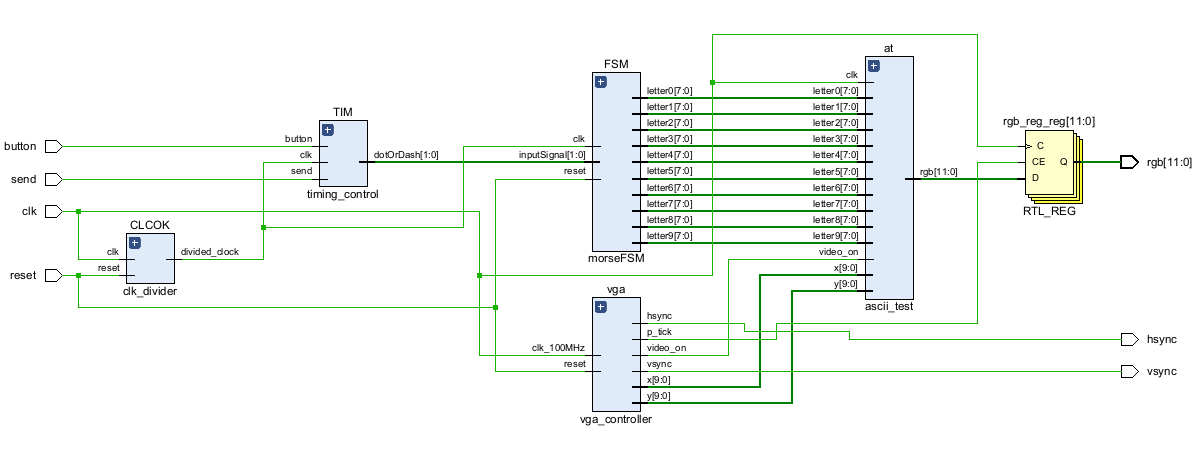 button
send
clk
reset
CLCOK
clk
reset
divided_clock
clk_divider
TIM
button
clk
send
dotOrDash[1:0]
timing_control
FSM
clk
inputSignal[1:0]
reset
letter0[7:0]
letter1[7:0]
letter2[7:0]
letter3[7:0]
letter4[7:0]
letter5[7:0]
letter6[7:0]
letter7[7:0]
letter8[7:0]
letter9[7:0]
morseFSM
vga
clk_100MHz
reset
hsync
p_tick
video_on
vsync
x[9:0]
y[9:0]
vga_controller
at
clk
letter0[7:0]
letter1[7:0]
letter2[7:0]
letter3[7:0]
letter4[7:0]
letter5[7:0]
letter6[7:0]
letter7[7:0]
letter8[7:0]
letter9[7:0]
video_on
x[9:0]
y[9:0]
rgb[11:0]
ascii_test
rgb_reg_reg[11:0]
C
CE
D
Q
RTL_REG
rgb[11:0]
hsync
vsync